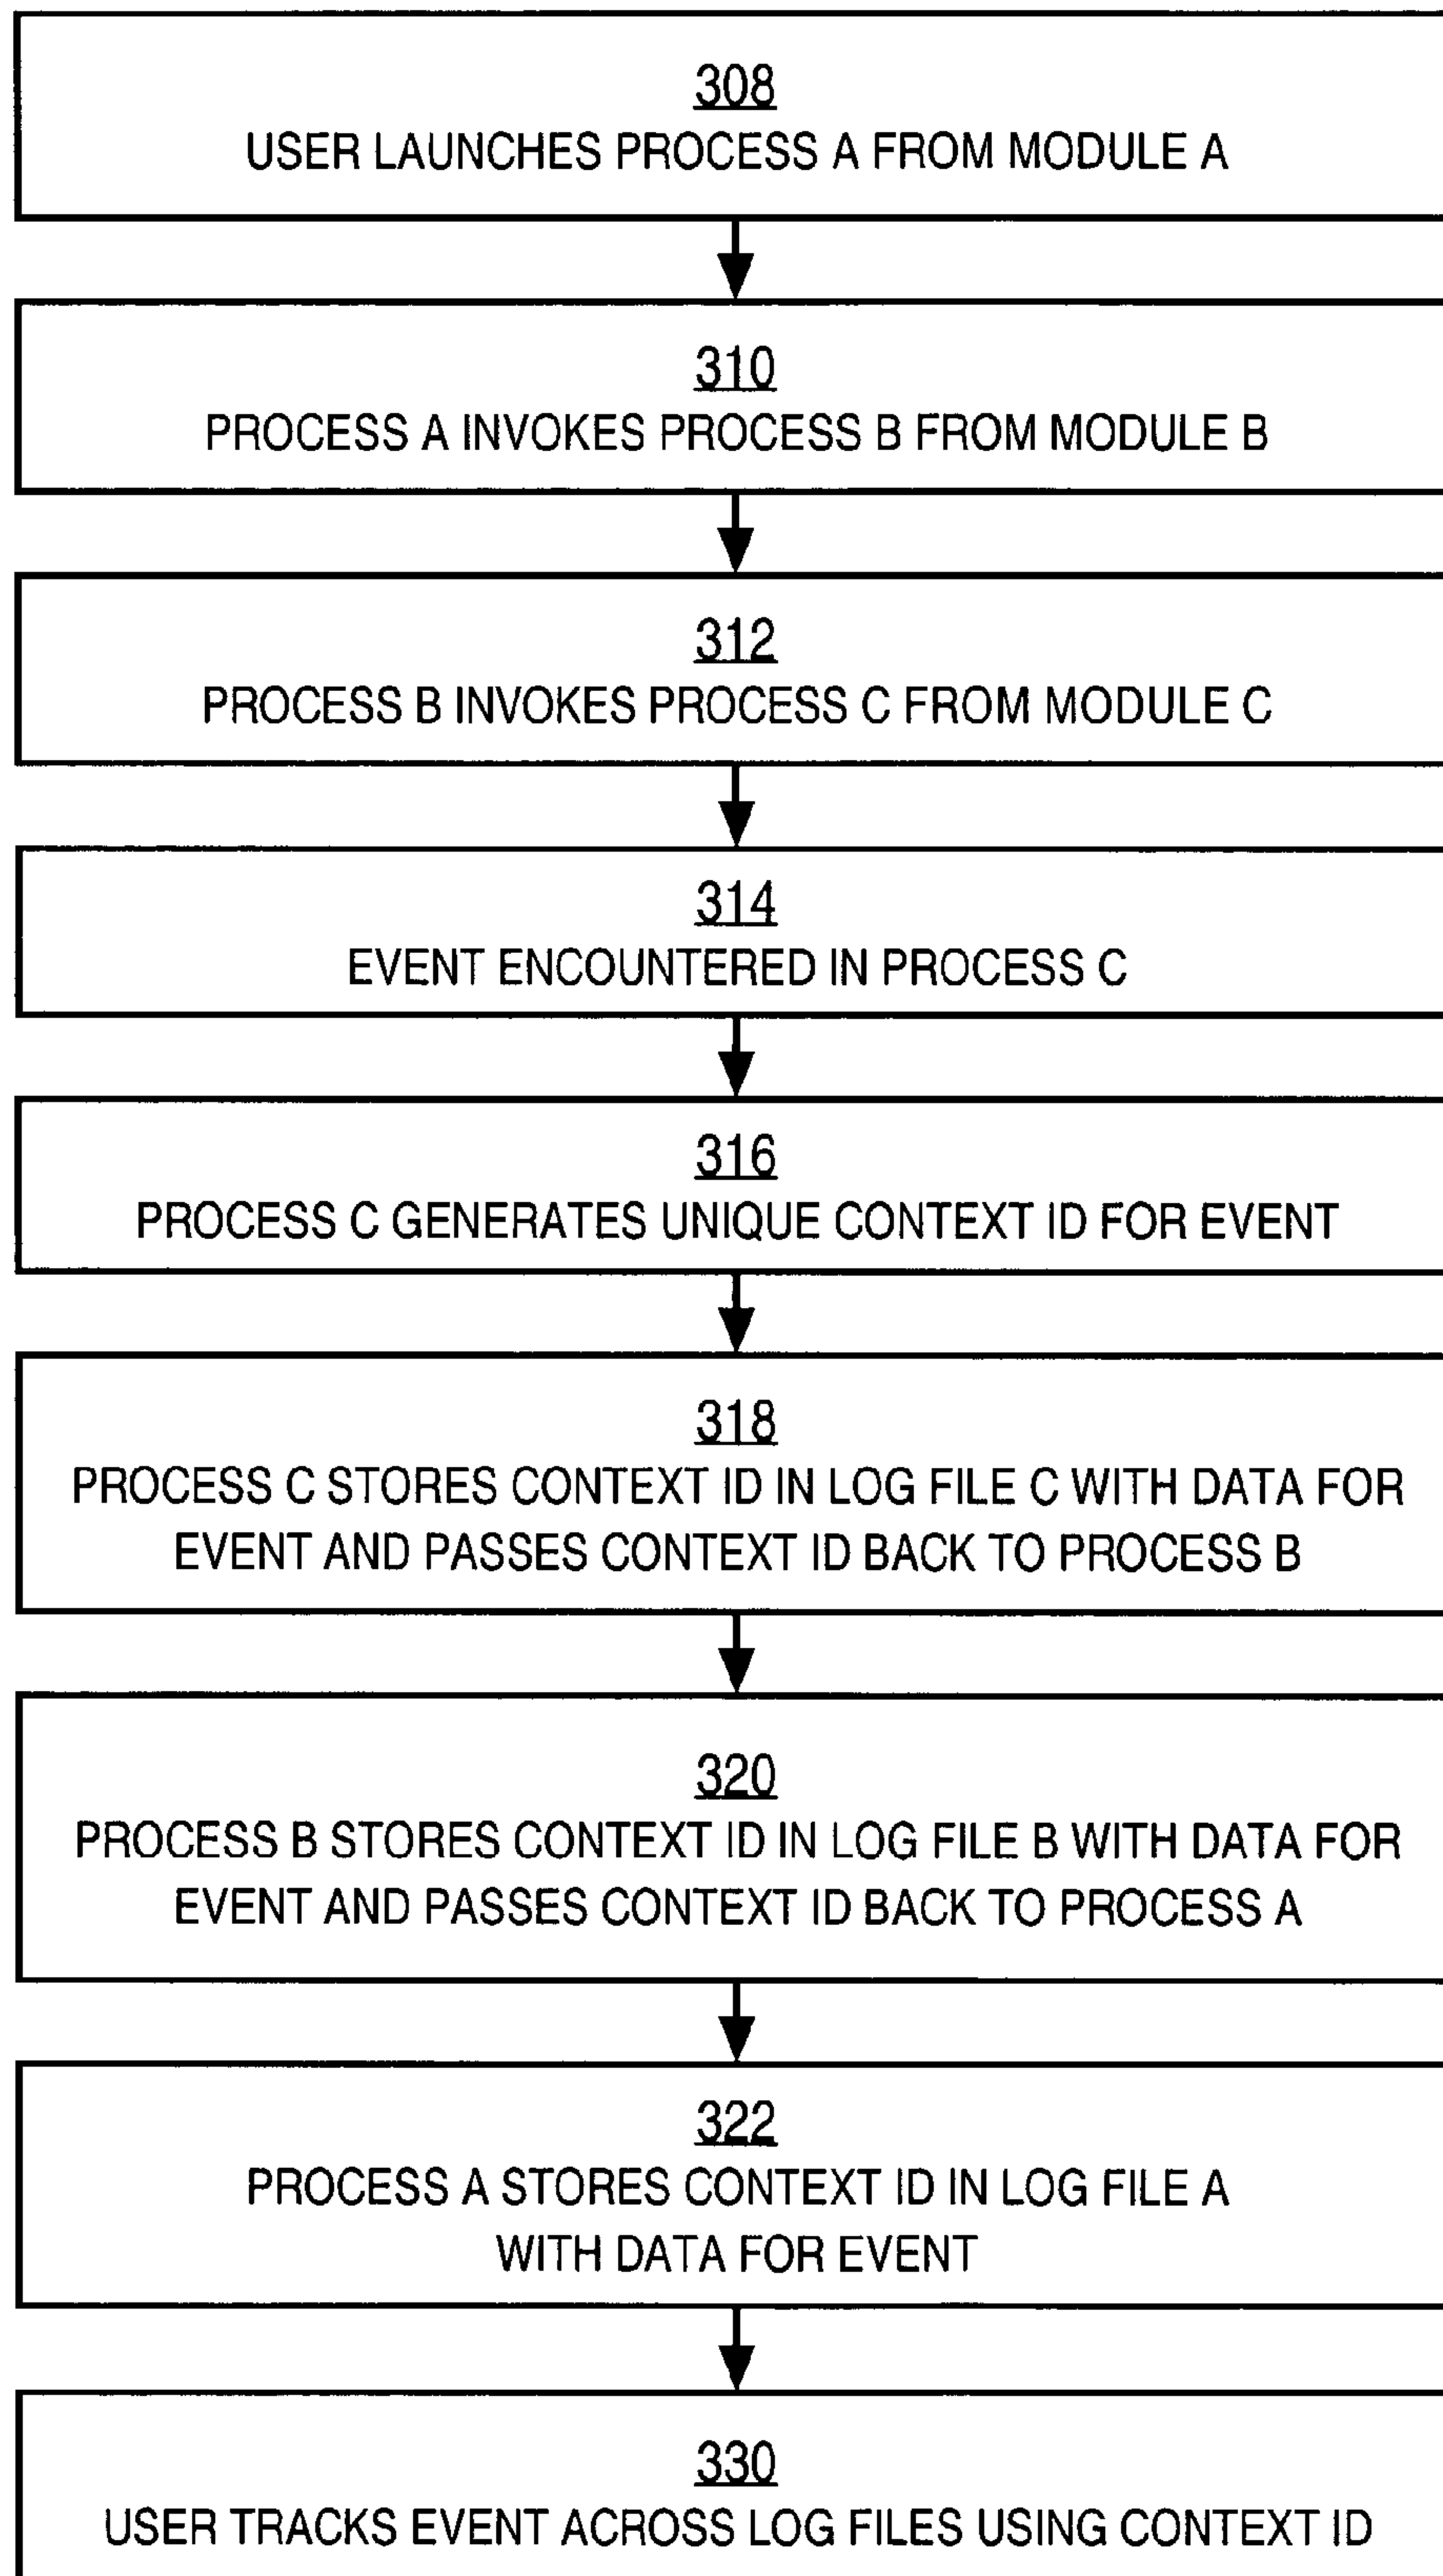 308
USER LAUNCHES PROCESS A FROM MODULE A
310
PROCESS A INVOKES PROCESS B FROM MODULE B
312
PROCESS B INVOKES PROCESS C FROM MODULE C
314
EVENT ENCOUNTERED IN PROCESS C
316
PROCESS C GENERATES UNIQUE CONTEXT ID FOR EVENT
318
PROCESS C STORES CONTEXT ID IN LOG FILE C WITH DATA FOR
EVENT AND PASSES CONTEXT ID BACK TO PROCESS B
320
PROCESS B STORES CONTEXT ID IN LOG FILE B WITH DATA FOR
EVENT AND PASSES CONTEXT ID BACK TO PROCESS A
322
PROCESS A STORES CONTEXT ID IN LOG FILE A
WITH DATA FOR EVENT
330
USER TRACKS EVENT ACROSS LOG FILES USING CONTEXT ID